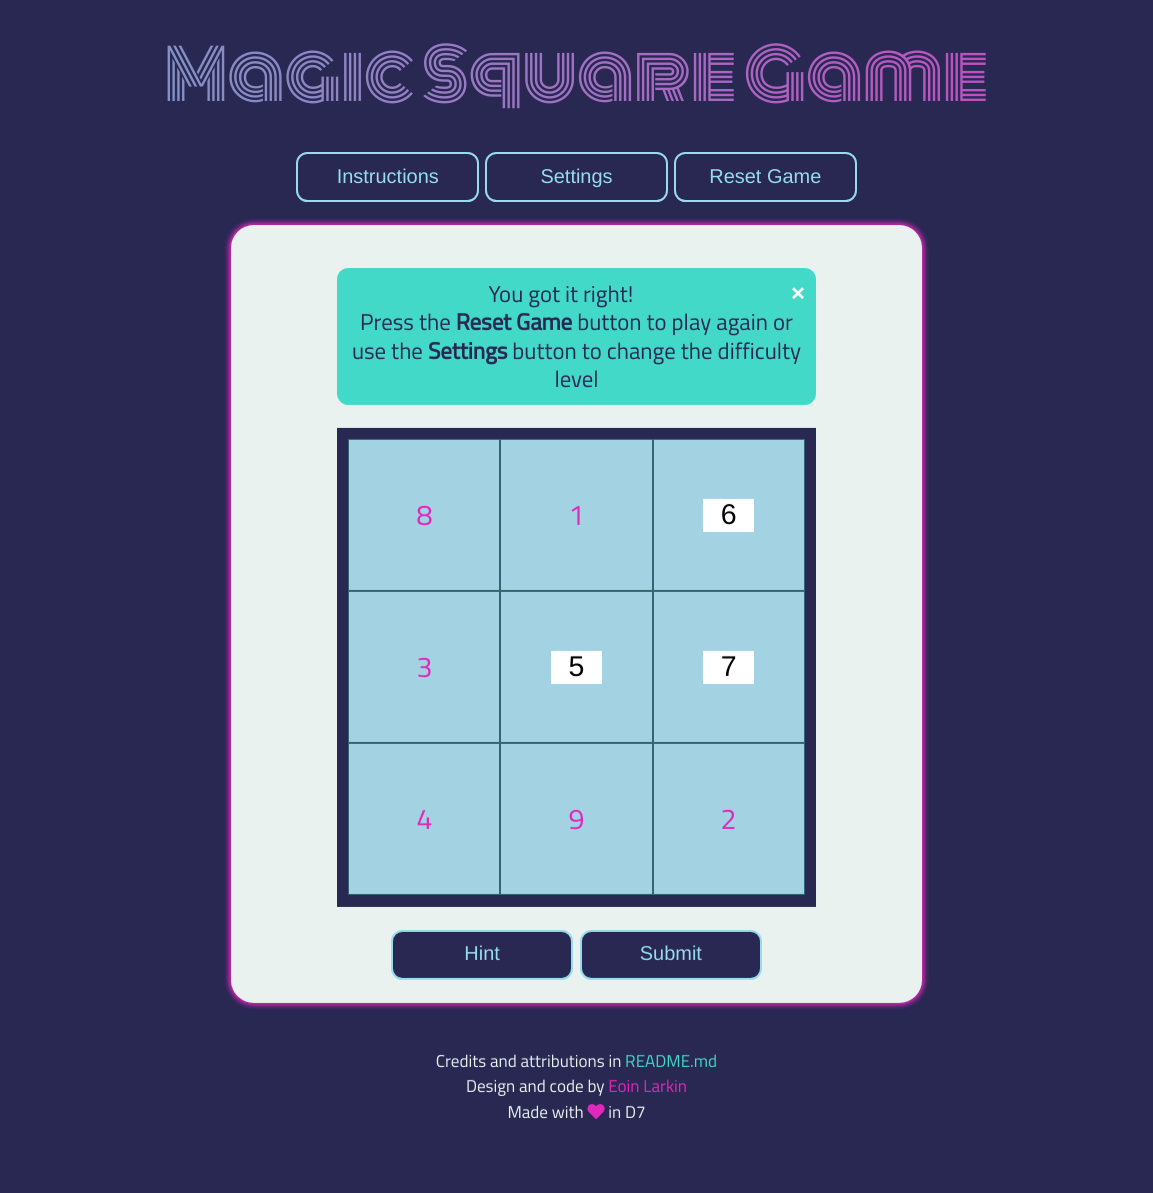 Magic Square Game
Instructions Settings Reset Game
You got it right! ×
Press the Reset Game button to play again or
use the Settings button to change the difficulty
level
8 1 6
3 5 7
4 9 2
Hint Submit
Credits and attributions in README.md
Design and code by Eoin Larkin
Made with ♥ in D7